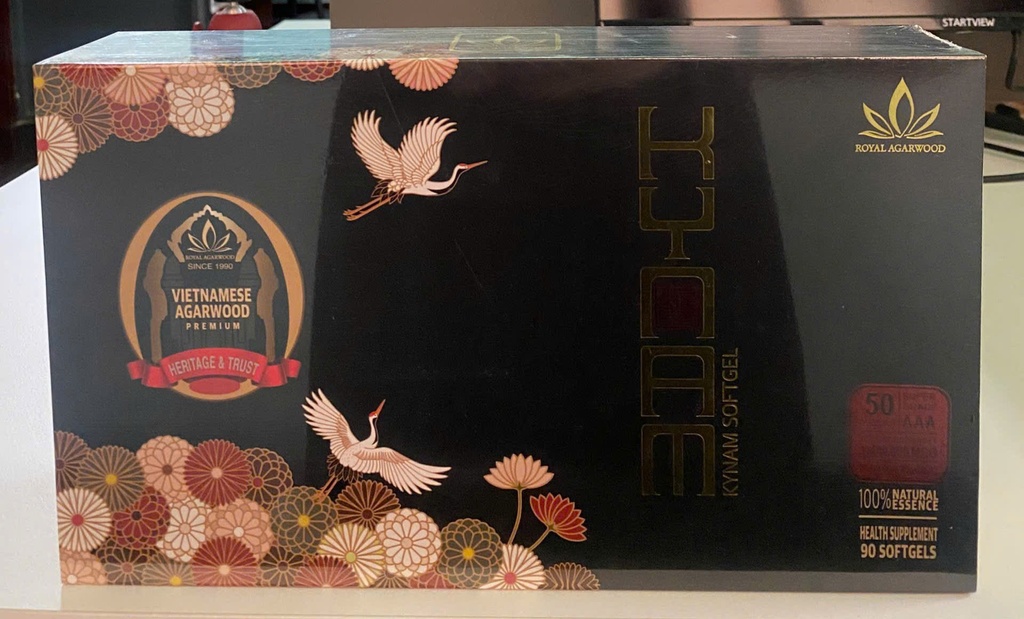 STARTVIEW
ROYAL AGARWOOD
ROYAL AGARWOOD
SINCE 1990
VIETNAMESE
AGARWOOD
PREMIUM
HERITAGE & TRUST
KYNAM
KYNAM SOFTGEL
50
AAA
100% NATURAL
ESSENCE
HEALTH SUPPLEMENT
90 SOFTGELS